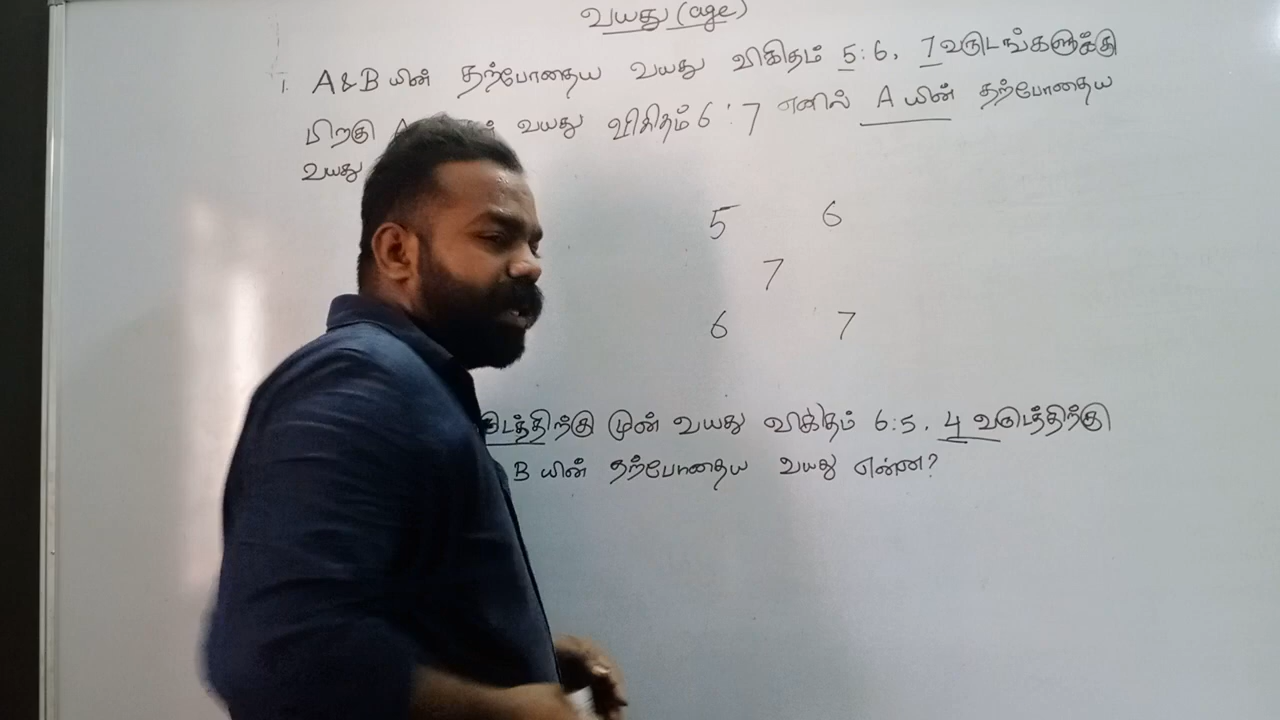 வயது (age)
1. A & B யின் தற்போதைய வயது விகிதம் 5:6, 7 வருடங்களுக்கு
பிறகு வயது விகிதம் 6:7 எனில் A யின் தற்போதைய
வயது
5 6
7
6 7
முன் வயது விகிதம் 6:5, 4 வருடத்திற்கு
B யின் தற்போதைய வயது என்ன?